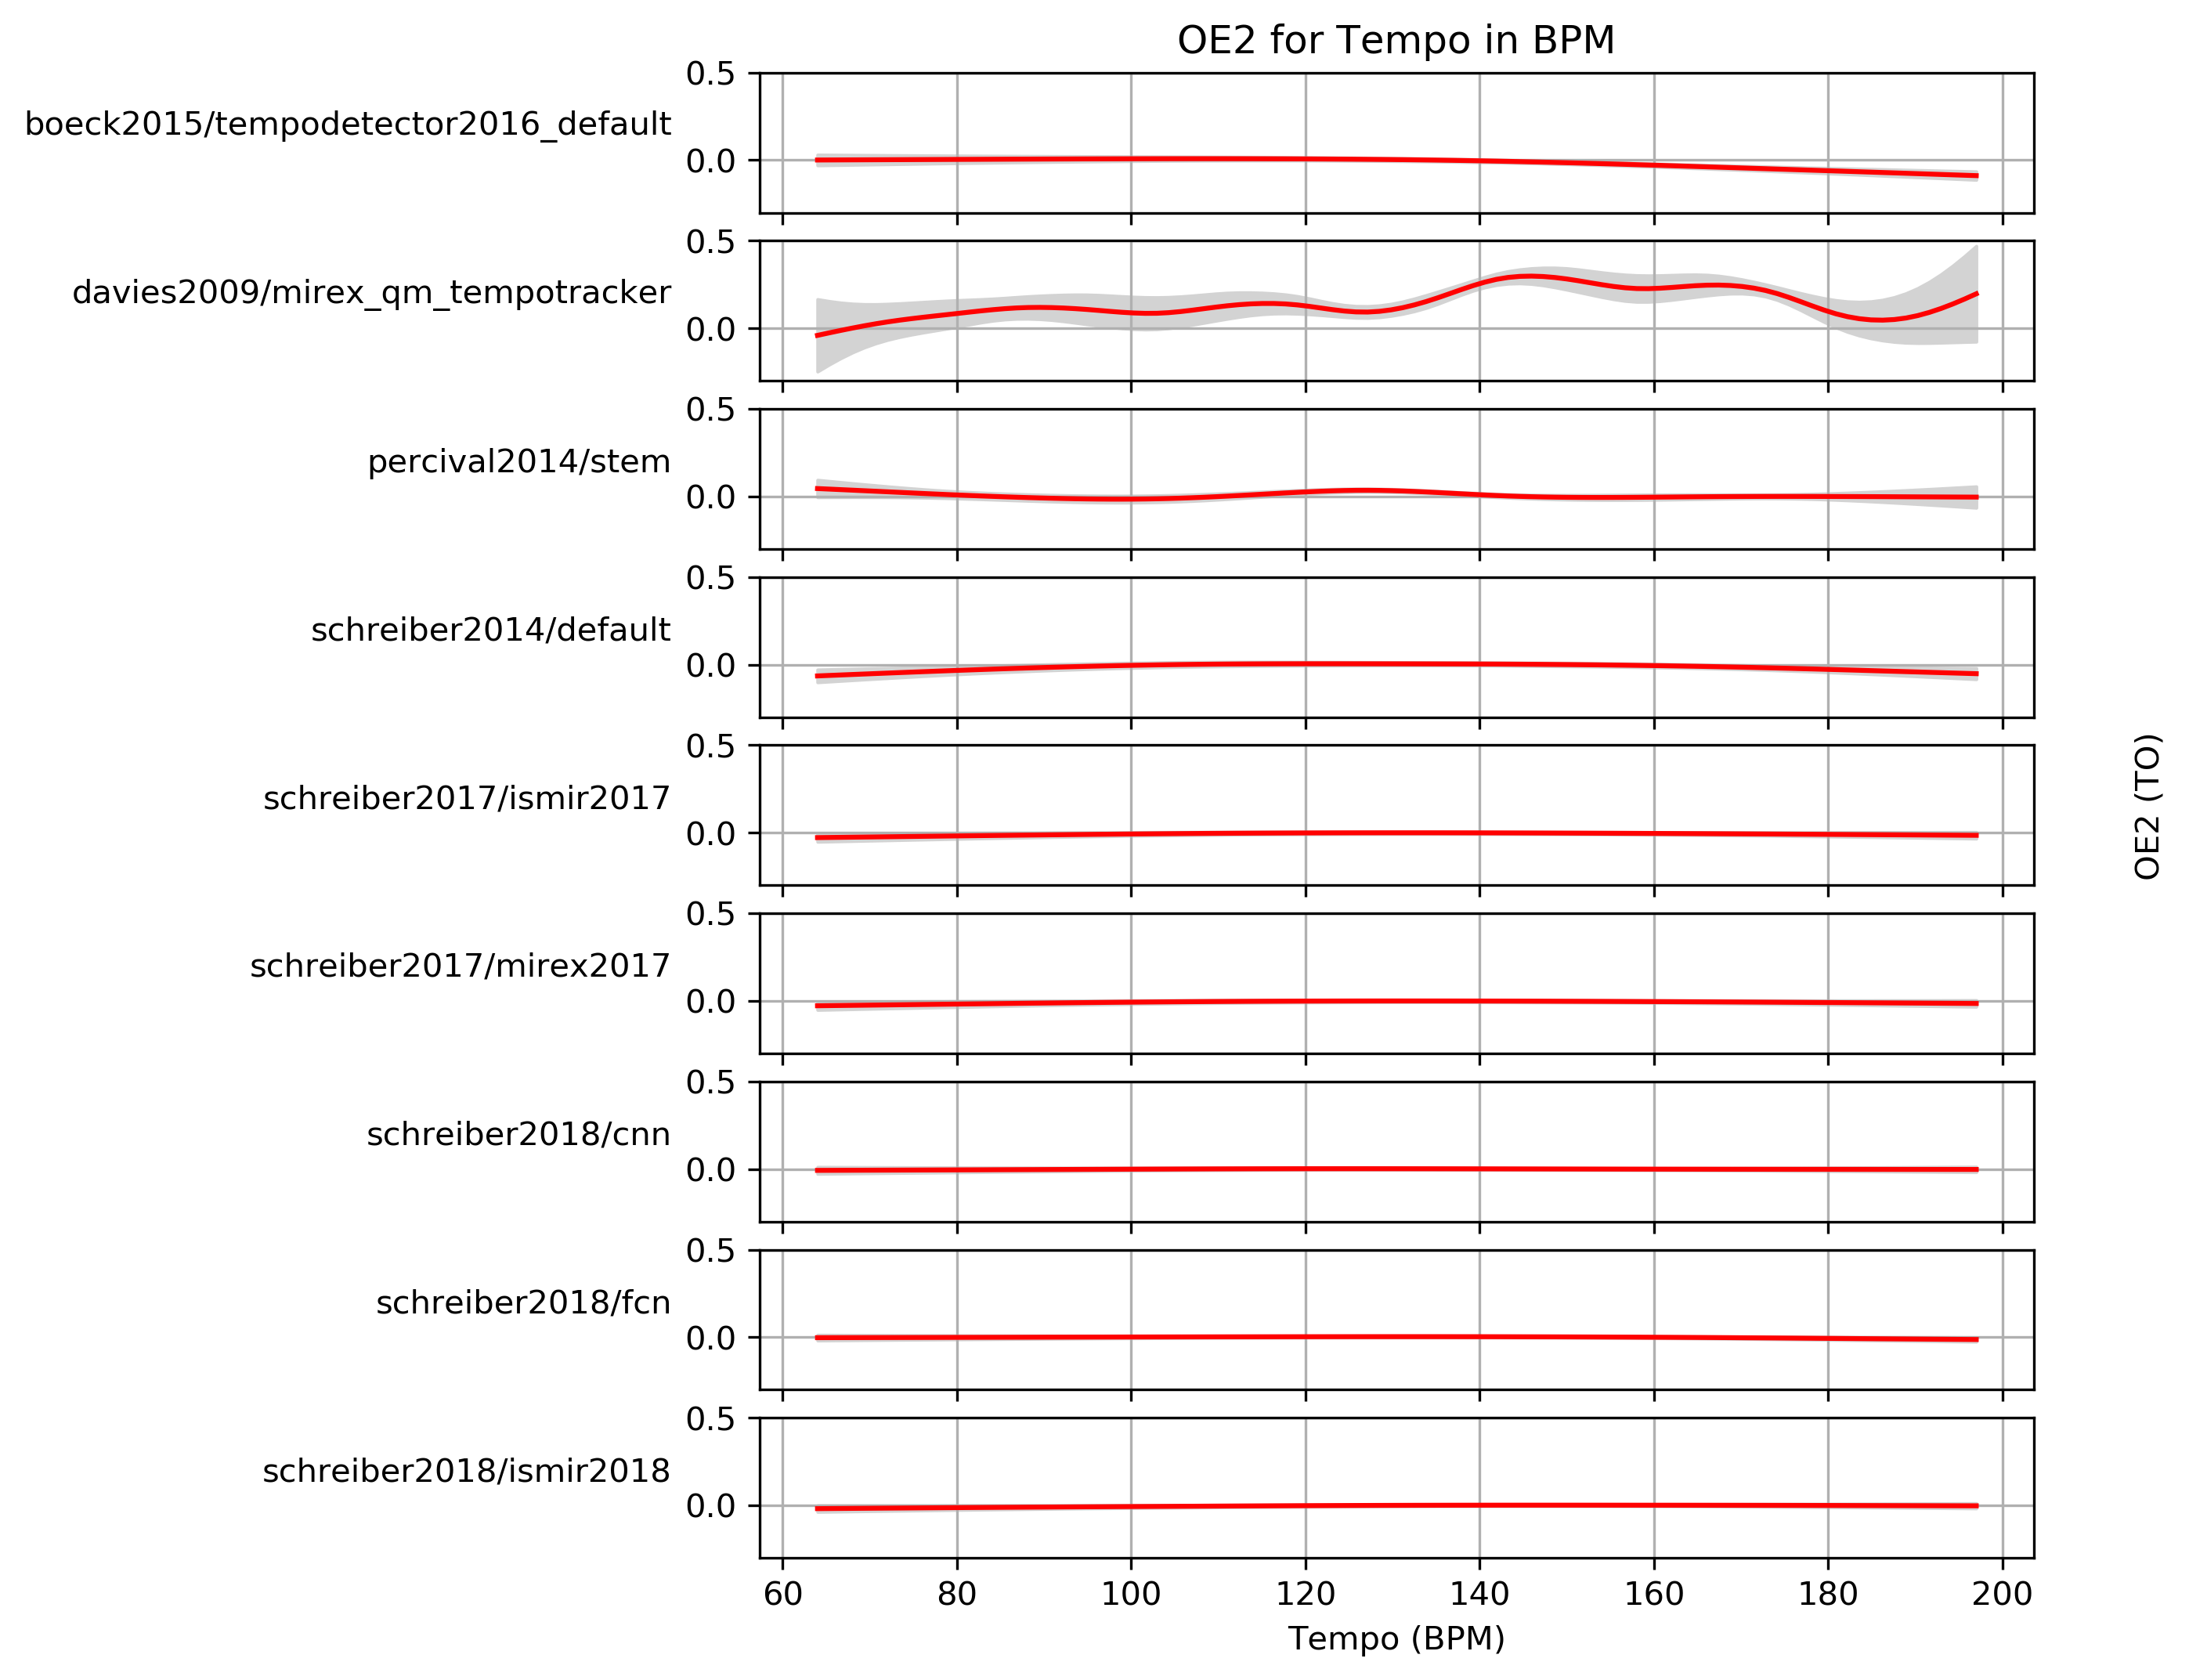 OE2 for Tempo in BPM
boeck2015/tempodetector2016_default
0.5
0.0
davies2009/mirex_qm_tempotracker
0.5
0.0
percival2014/stem
0.5
0.0
schreiber2014/default
0.5
0.0
schreiber2017/ismir2017
0.5
0.0
schreiber2017/mirex2017
0.5
0.0
schreiber2018/cnn
0.5
0.0
schreiber2018/fcn
0.5
0.0
schreiber2018/ismir2018
0.5
0.0
60 80 100 120 140 160 180 200
Tempo (BPM)
OE2 (TO)